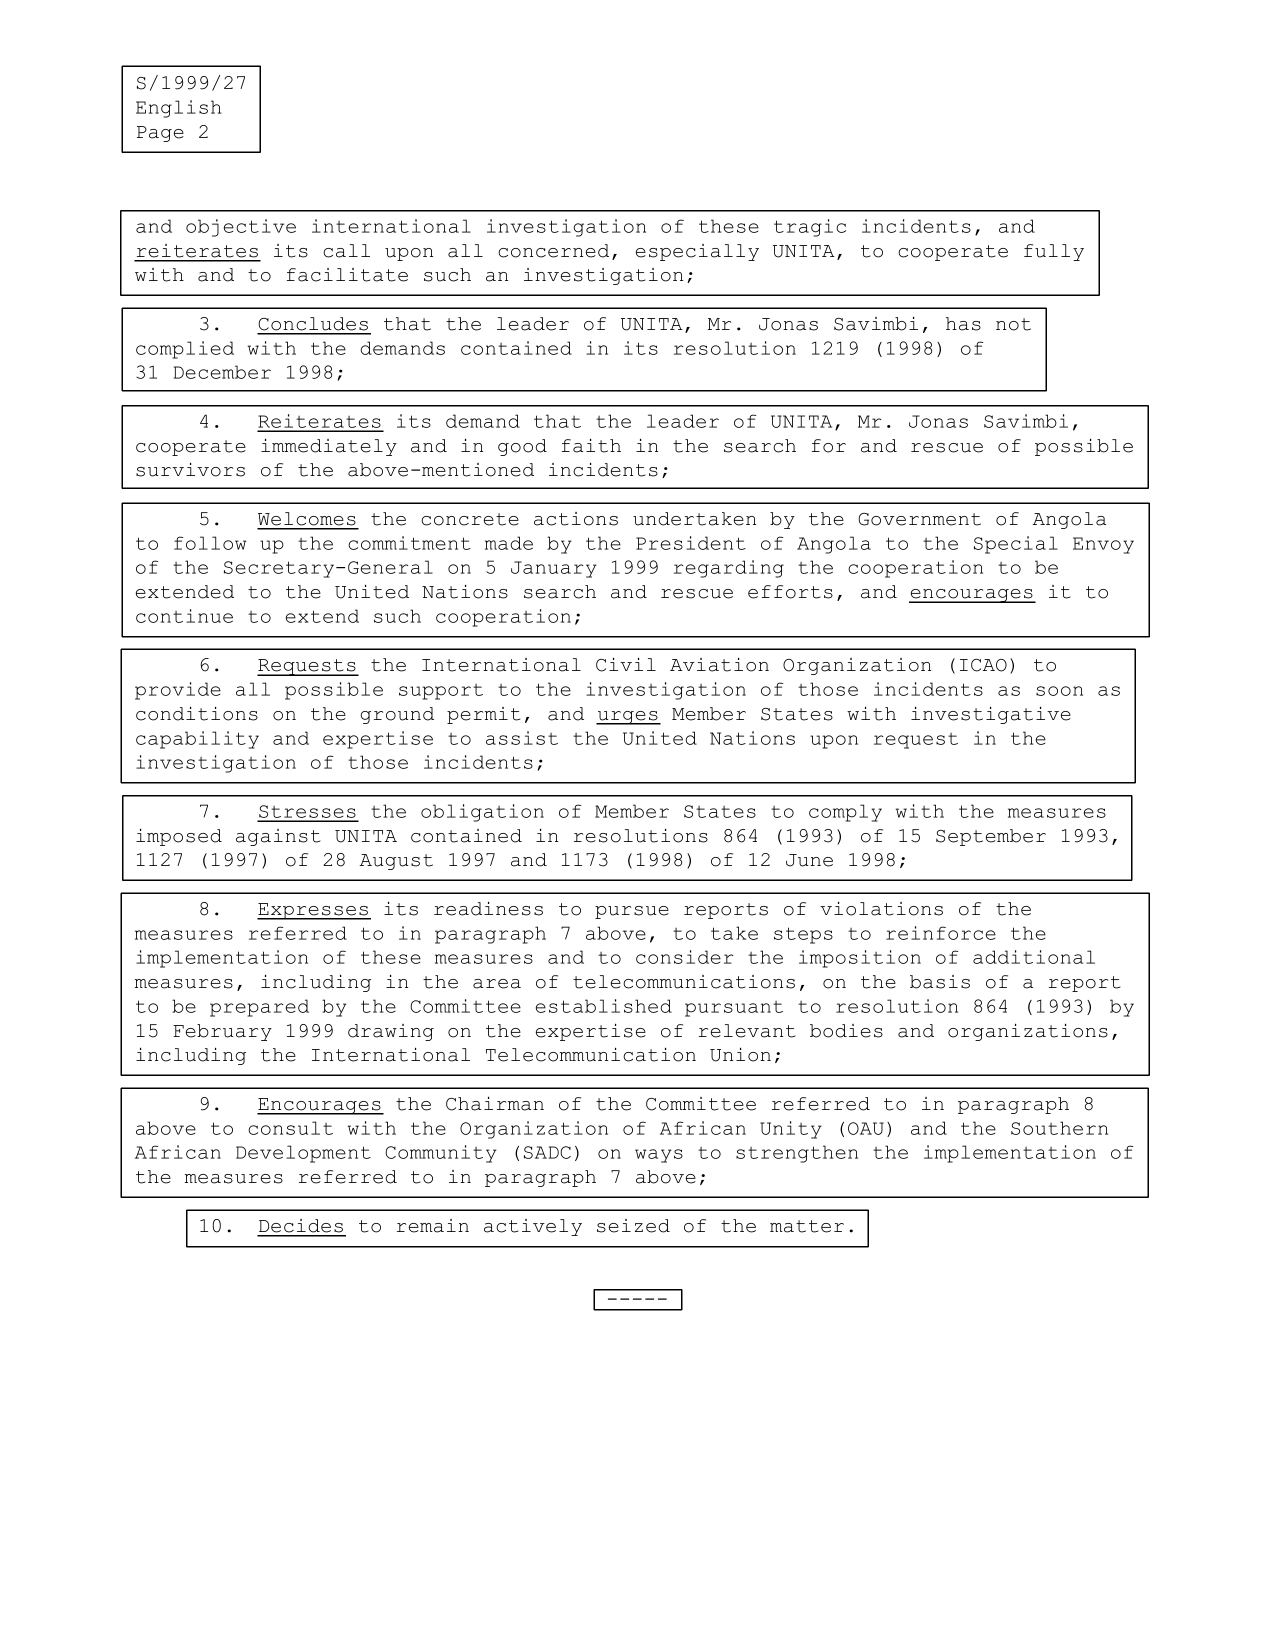 S/1999/27
English
Page 2
and objective international investigation of these tragic incidents, and
reiterates its call upon all concerned, especially UNITA, to cooperate fully
with and to facilitate such an investigation;
3. Concludes that the leader of UNITA, Mr. Jonas Savimbi, has not
complied with the demands contained in its resolution 1219 (1998) of
31 December 1998;
4. Reiterates its demand that the leader of UNITA, Mr. Jonas Savimbi,
cooperate immediately and in good faith in the search for and rescue of possible
survivors of the above-mentioned incidents;
5. Welcomes the concrete actions undertaken by the Government of Angola
to follow up the commitment made by the President of Angola to the Special Envoy
of the Secretary-General on 5 January 1999 regarding the cooperation to be
extended to the United Nations search and rescue efforts, and encourages it to
continue to extend such cooperation;
6. Requests the International Civil Aviation Organization (ICAO) to
provide all possible support to the investigation of those incidents as soon as
conditions on the ground permit, and urges Member States with investigative
capability and expertise to assist the United Nations upon request in the
investigation of those incidents;
7. Stresses the obligation of Member States to comply with the measures
imposed against UNITA contained in resolutions 864 (1993) of 15 September 1993,
1127 (1997) of 28 August 1997 and 1173 (1998) of 12 June 1998;
8. Expresses its readiness to pursue reports of violations of the
measures referred to in paragraph 7 above, to take steps to reinforce the
implementation of these measures and to consider the imposition of additional
measures, including in the area of telecommunications, on the basis of a report
to be prepared by the Committee established pursuant to resolution 864 (1993) by
15 February 1999 drawing on the expertise of relevant bodies and organizations,
including the International Telecommunication Union;
9. Encourages the Chairman of the Committee referred to in paragraph 8
above to consult with the Organization of African Unity (OAU) and the Southern
African Development Community (SADC) on ways to strengthen the implementation of
the measures referred to in paragraph 7 above;
10. Decides to remain actively seized of the matter.
-----